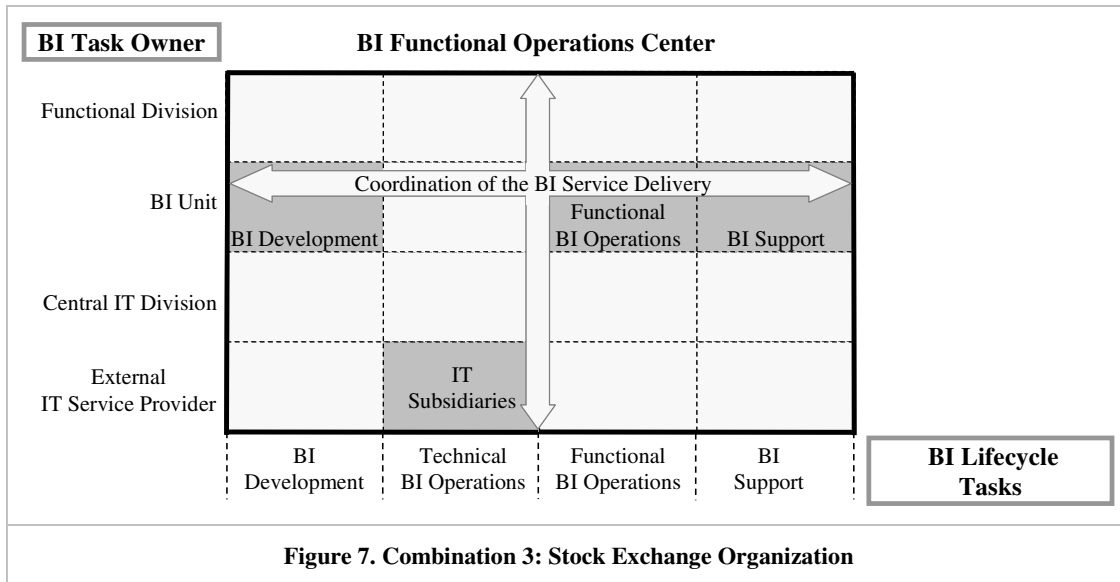 BI Task Owner
BI Functional Operations Center
Functional Division
Coordination of the BI Service Delivery
BI Unit
Functional
BI Development
BI Operations
BI Support
Central IT Division
External
IT Service Provider
IT
Subsidiaries
BI
Development
Technical
BI Operations
Functional
BI Operations
BI
Support
BI Lifecycle
Tasks
Figure 7. Combination 3: Stock Exchange Organization